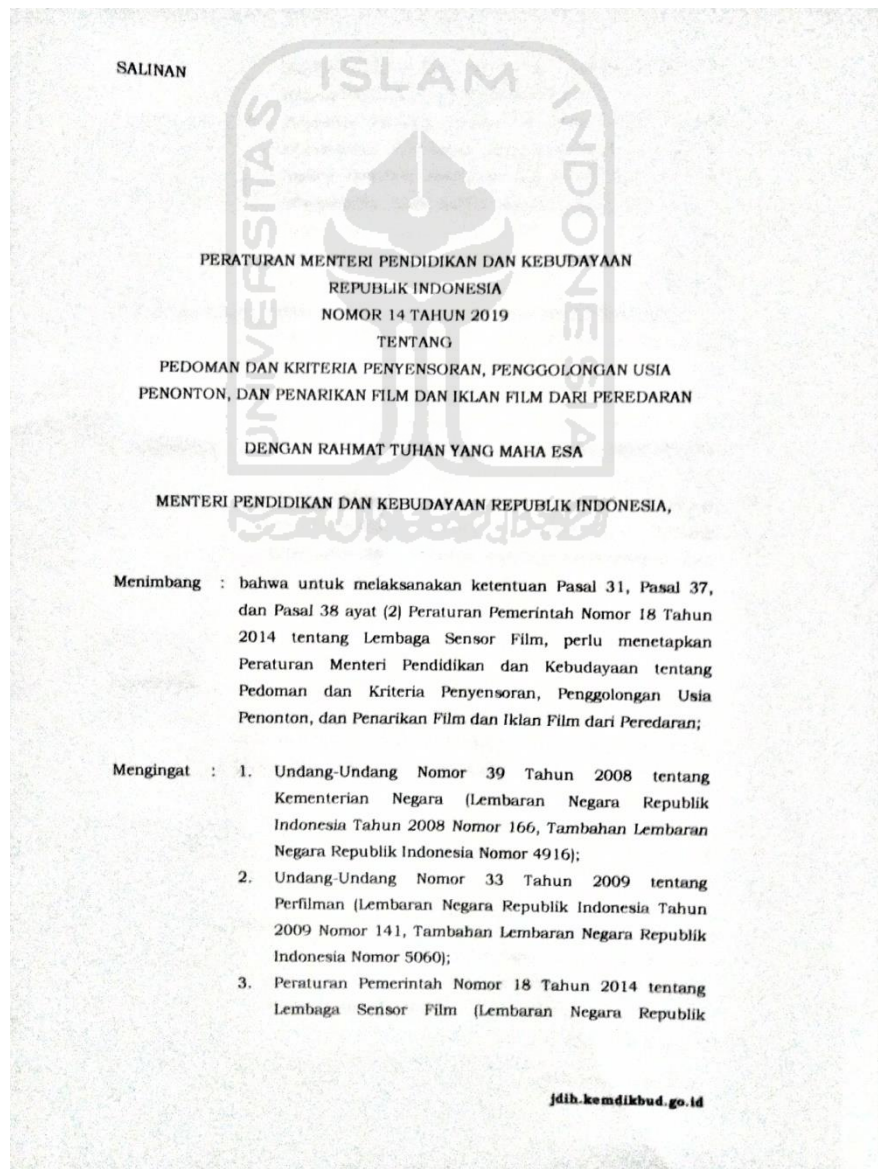 SALINAN
UNIVERSITAS ISLAM INDONESIA
PERATURAN MENTERI PENDIDIKAN DAN KEBUDAYAAN
REPUBLIK INDONESIA
NOMOR 14 TAHUN 2019
TENTANG
PEDOMAN DAN KRITERIA PENYENSORAN, PENGGOLONGAN USIA
PENONTON, DAN PENARIKAN FILM DAN IKLAN FILM DARI PEREDARAN
DENGAN RAHMAT TUHAN YANG MAHA ESA
MENTERI PENDIDIKAN DAN KEBUDAYAAN REPUBLIK INDONESIA,
Menimbang : bahwa untuk melaksanakan ketentuan Pasal 31, Pasal 37,
dan Pasal 38 ayat (2) Peraturan Pemerintah Nomor 18 Tahun
2014 tentang Lembaga Sensor Film, perlu menetapkan
Peraturan Menteri Pendidikan dan Kebudayaan tentang
Pedoman dan Kriteria Penyensoran, Penggolongan Usia
Penonton, dan Penarikan Film dan Iklan Film dari Peredaran;
Mengingat : 1. Undang-Undang Nomor 39 Tahun 2008 tentang
Kementerian Negara (Lembaran Negara Republik
Indonesia Tahun 2008 Nomor 166, Tambahan Lembaran
Negara Republik Indonesia Nomor 4916);
2. Undang-Undang Nomor 33 Tahun 2009 tentang
Perfilman (Lembaran Negara Republik Indonesia Tahun
2009 Nomor 141, Tambahan Lembaran Negara Republik
Indonesia Nomor 5060);
3. Peraturan Pemerintah Nomor 18 Tahun 2014 tentang
Lembaga Sensor Film (Lembaran Negara Republik
jdih.kemdikbud.go.id